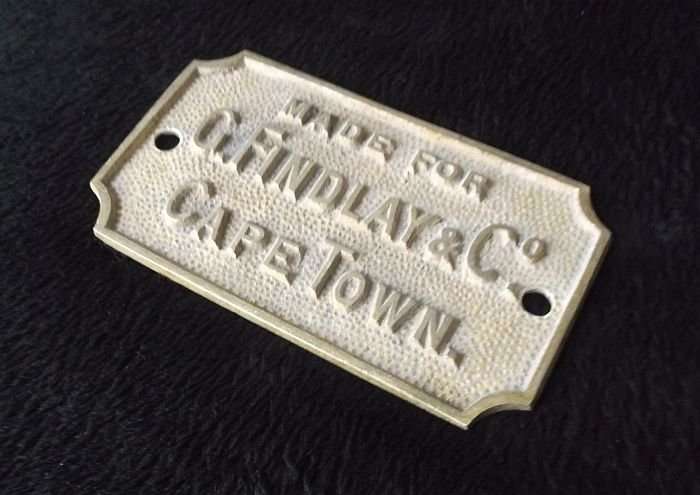 MADE FOR
G. FINDLAY & Co.
CAPE TOWN.